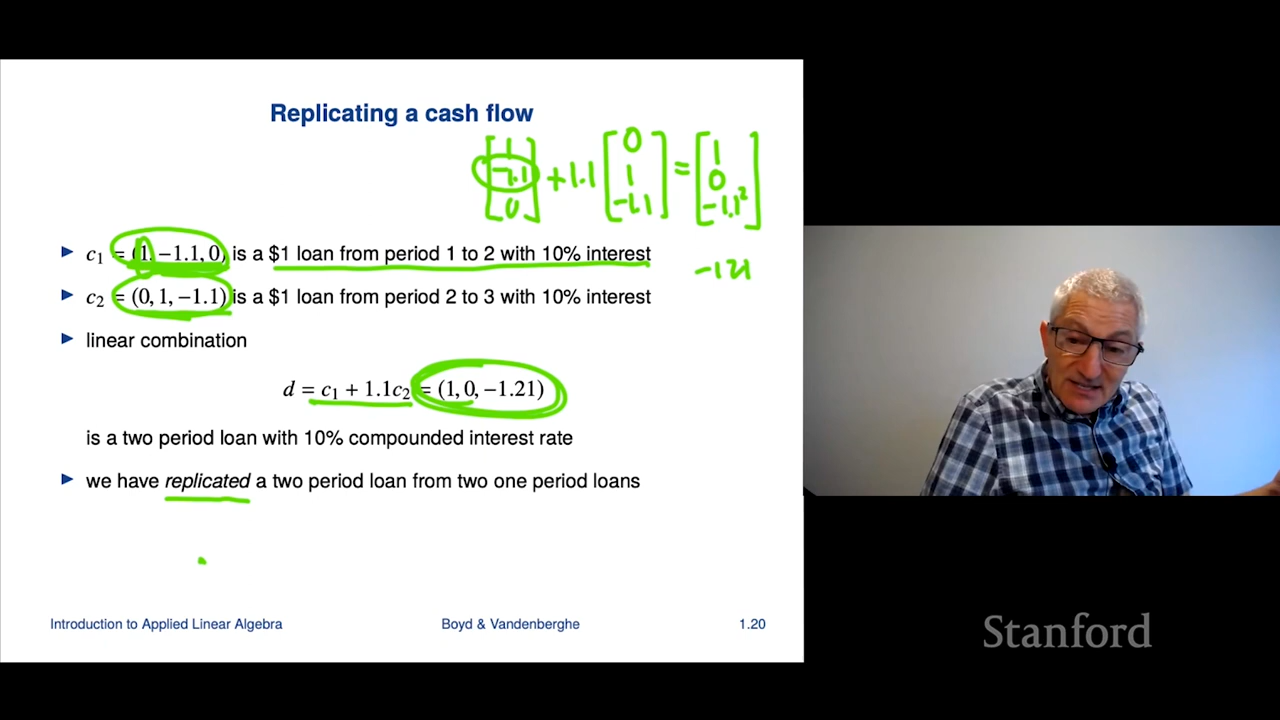 Replicating a cash flow
[1 -1.1 0] + 1.1 [0 1 -1.1] = [1 0 -1.1²]
▶ c₁ = (1, −1.1, 0) is a $1 loan from period 1 to 2 with 10% interest
-1.21
▶ c₂ = (0, 1, −1.1) is a $1 loan from period 2 to 3 with 10% interest
▶ linear combination
d = c₁ + 1.1c₂ = (1, 0, −1.21)
is a two period loan with 10% compounded interest rate
▶ we have replicated a two period loan from two one period loans
Introduction to Applied Linear Algebra Boyd & Vandenberghe 1.20
Stanford